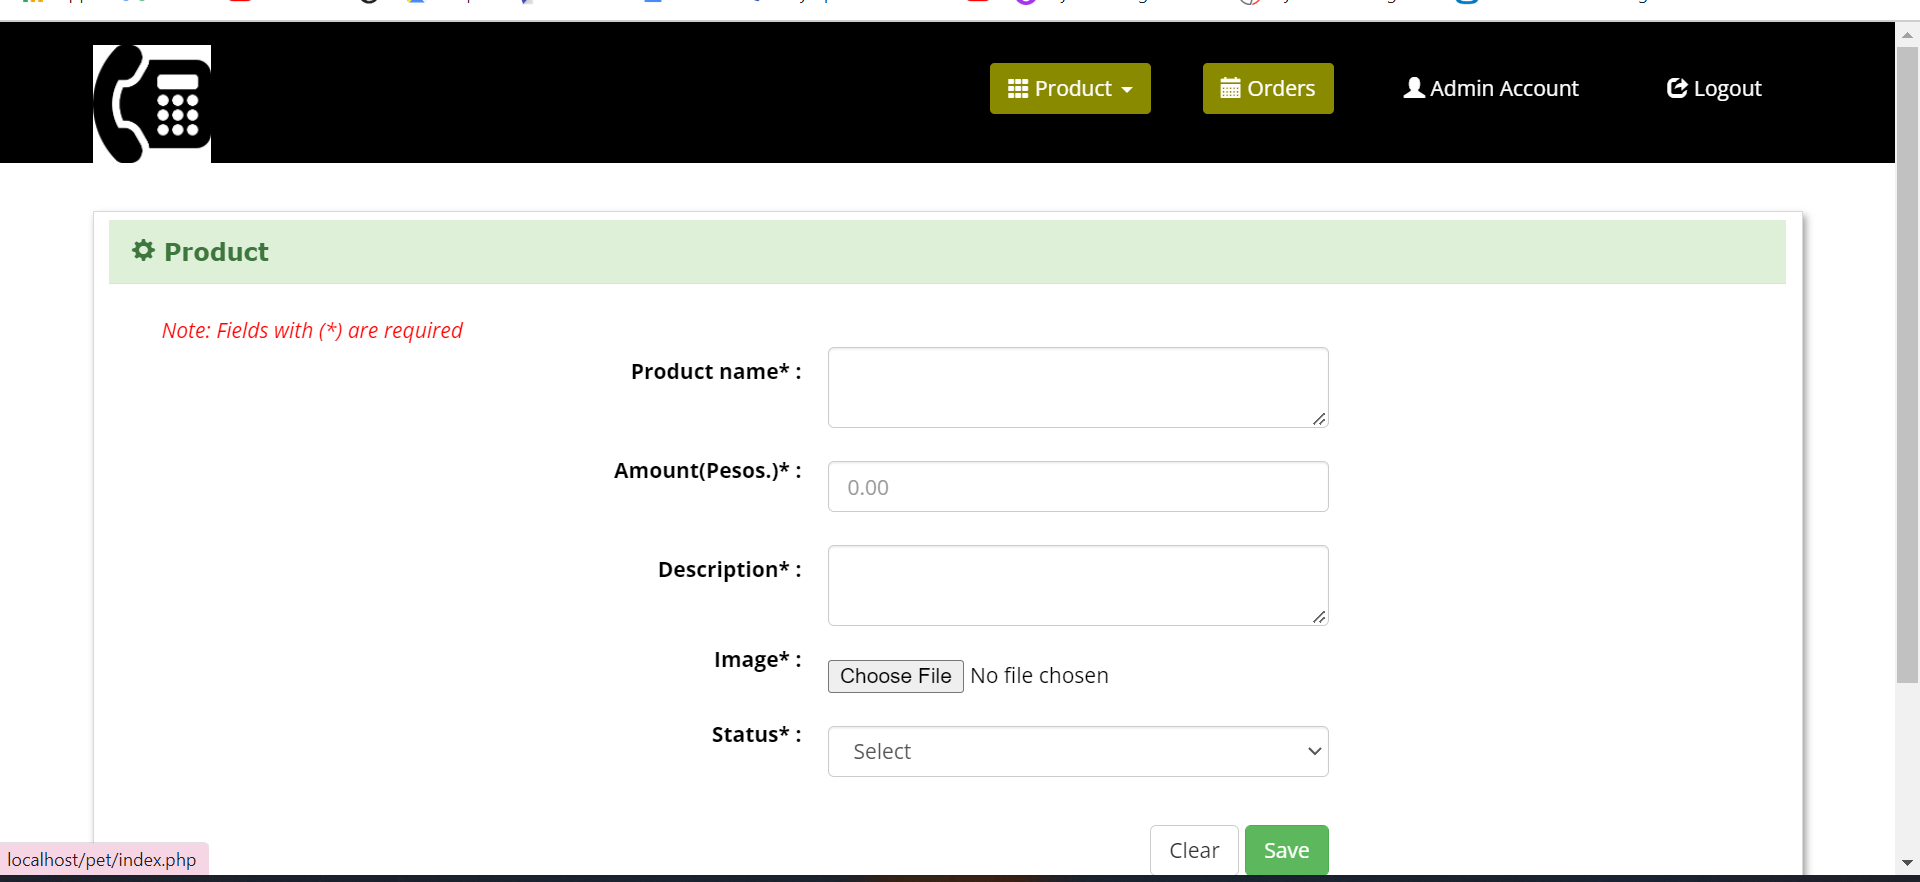 Product
Orders
Admin Account
Logout
Product
Note: Fields with (*) are required
Product name* :
Amount(Pesos.)* :
0.00
Description* :
Image* :
Choose File No file chosen
Status* :
Select
Clear
Save
localhost/pet/index.php